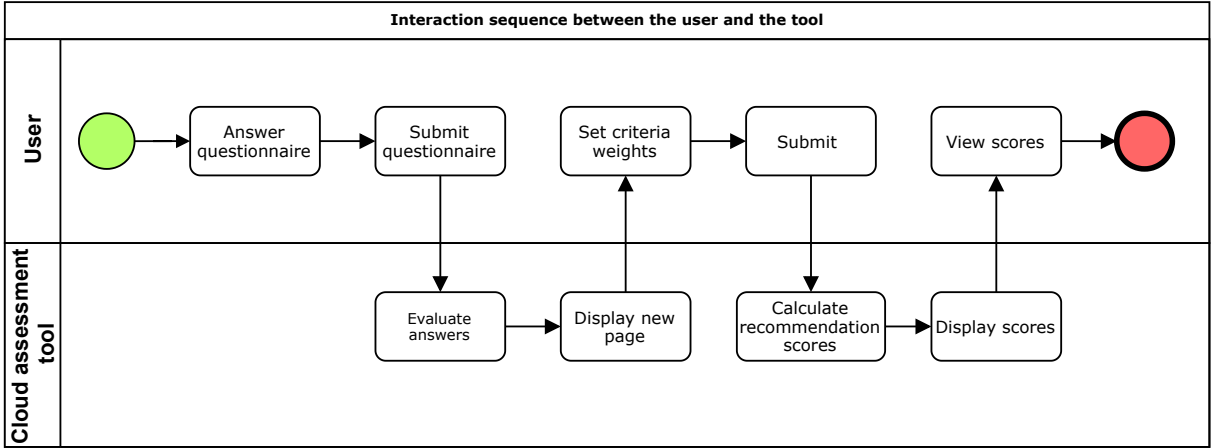 Interaction sequence between the user and the tool
User
Answer
questionnaire
Submit
questionnaire
Set criteria
weights
Submit
View scores
Cloud assessment
tool
Evaluate
answers
Display new
page
Calculate
recommendation
scores
Display scores